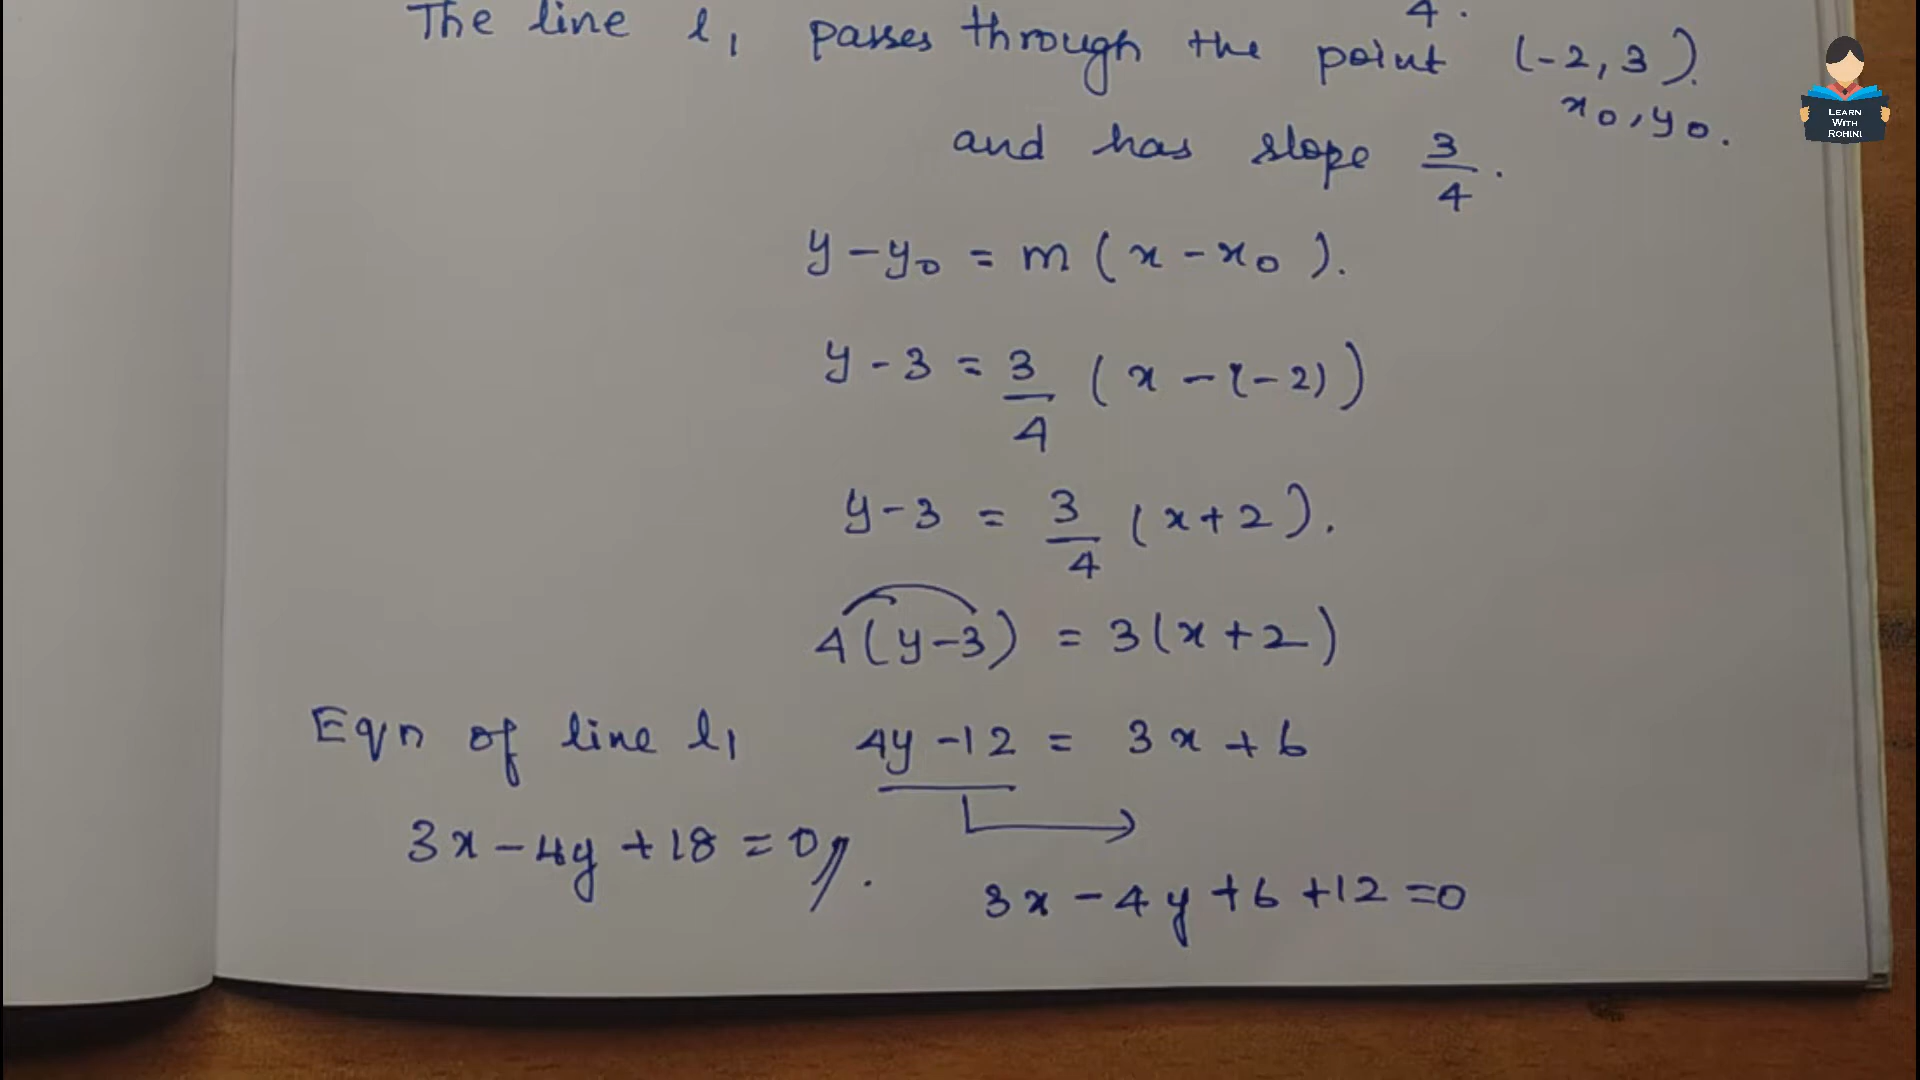 4.
The line l1 passes through the point (-2, 3).
x0, y0.
and has slope 3/4.
y - y0 = m (x - x0).
y - 3 = 3/4 (x - (-2))
y - 3 = 3/4 (x + 2).
4(y - 3) = 3(x + 2)
Eqn of line l1 4y - 12 = 3x + 6
3x - 4y + 18 = 0 //.
3x - 4y + 6 + 12 = 0
LEARN
WITH
ROHINI